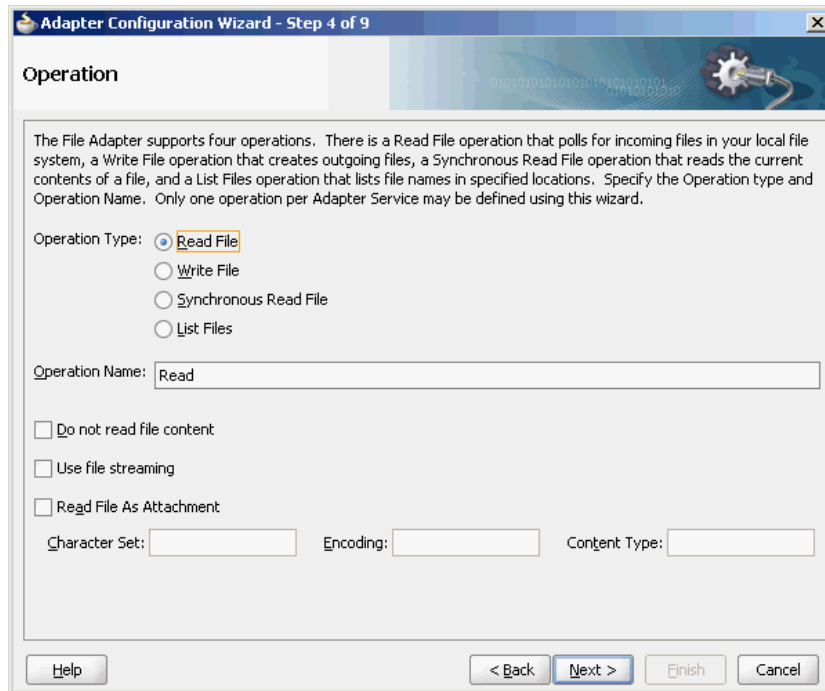 Adapter Configuration Wizard - Step 4 of 9
Operation
The File Adapter supports four operations. There is a Read File operation that polls for incoming files in your local file
system, a Write File operation that creates outgoing files, a Synchronous Read File operation that reads the current
contents of a file, and a List Files operation that lists file names in specified locations. Specify the Operation type and
Operation Name. Only one operation per Adapter Service may be defined using this wizard.
Operation Type: Read File
Write File
Synchronous Read File
List Files
Operation Name: Read
Do not read file content
Use file streaming
Read File As Attachment
Character Set: Encoding: Content Type:
Help < Back Next > Finish Cancel